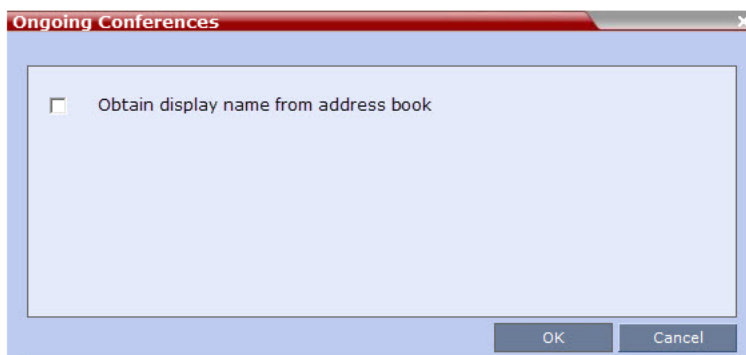 Ongoing Conferences
Obtain display name from address book
OK
Cancel